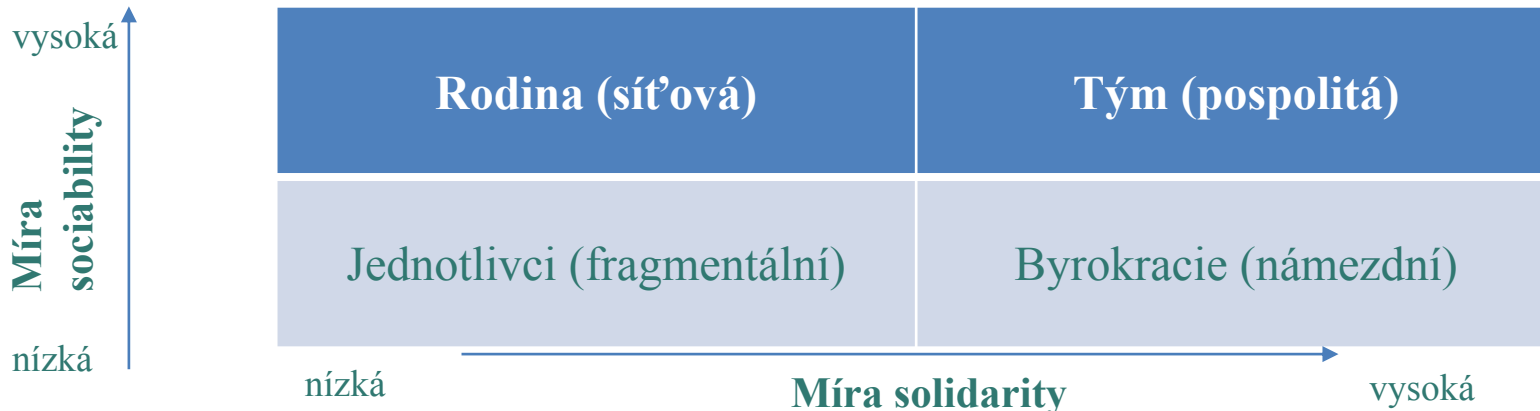 vysoká
Rodina (síťová)
Tým (pospolitá)
Míra
sociability
Jednotlivci (fragmentální)
Byrokracie (námezdní)
nízká
nízká
Míra solidarity
vysoká